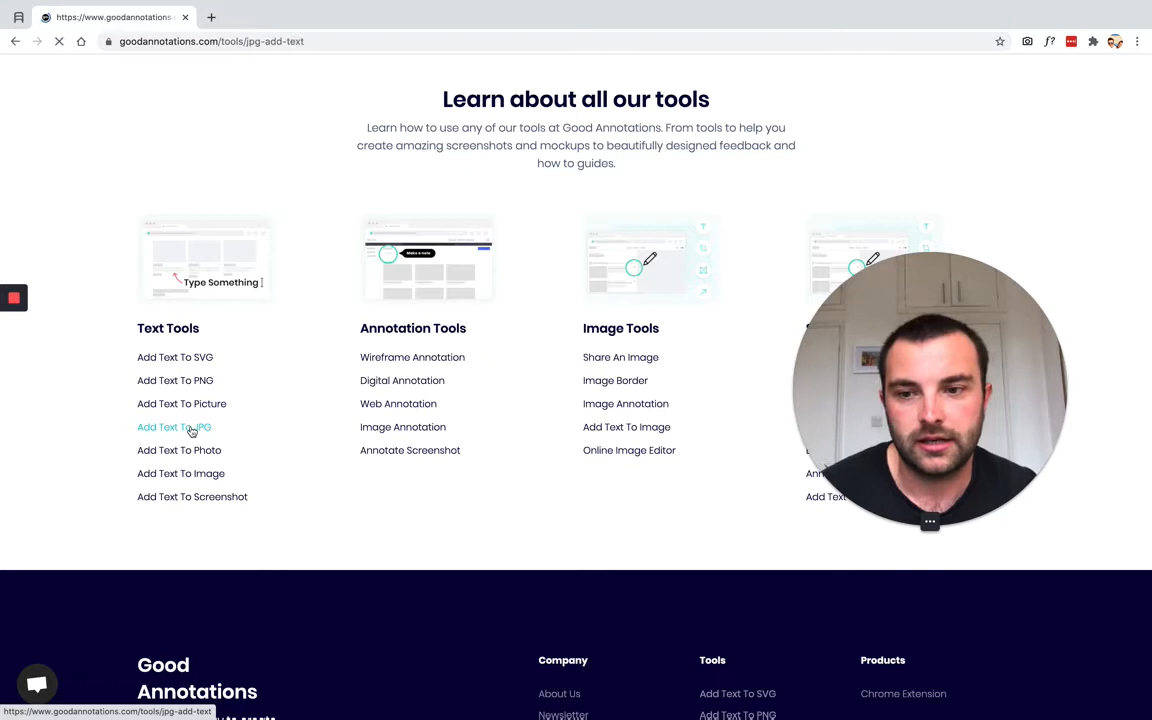 https://www.goodannotations.
goodannotations.com/tools/jpg-add-text
f?
Learn about all our tools
Learn how to use any of our tools at Good Annotations. From tools to help you
create amazing screenshots and mockups to beautifully designed feedback and
how to guides.
Type Something
Make a note
T
T
Text Tools
Add Text To SVG
Add Text To PNG
Add Text To Picture
Add Text To JPG
Add Text To Photo
Add Text To Image
Add Text To Screenshot
Annotation Tools
Wireframe Annotation
Digital Annotation
Web Annotation
Image Annotation
Annotate Screenshot
Image Tools
Share An Image
Image Border
Image Annotation
Add Text To Image
Online Image Editor
Add Text
Good
Annotations
Company
About Us
Newsletter
Tools
Add Text To SVG
Add Text To PNG
Products
Chrome Extension
https://www.goodannotations.com/tools/jpg-add-text